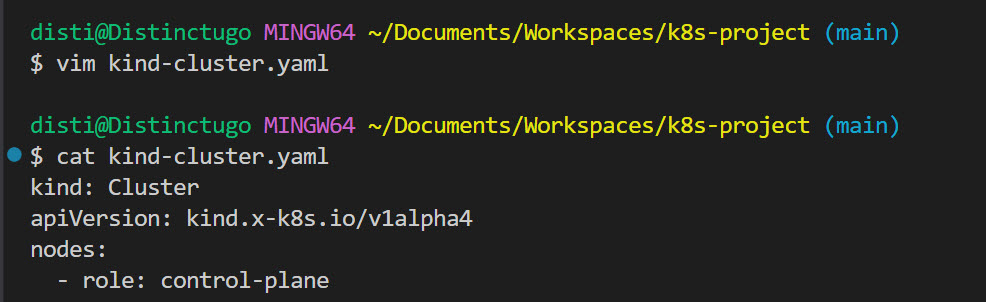 disti@Distinctugo MINGW64 ~/Documents/Workspaces/k8s-project (main)
$ vim kind-cluster.yaml
disti@Distinctugo MINGW64 ~/Documents/Workspaces/k8s-project (main)
$ cat kind-cluster.yaml
kind: Cluster
apiVersion: kind.x-k8s.io/v1alpha4
nodes:
  - role: control-plane